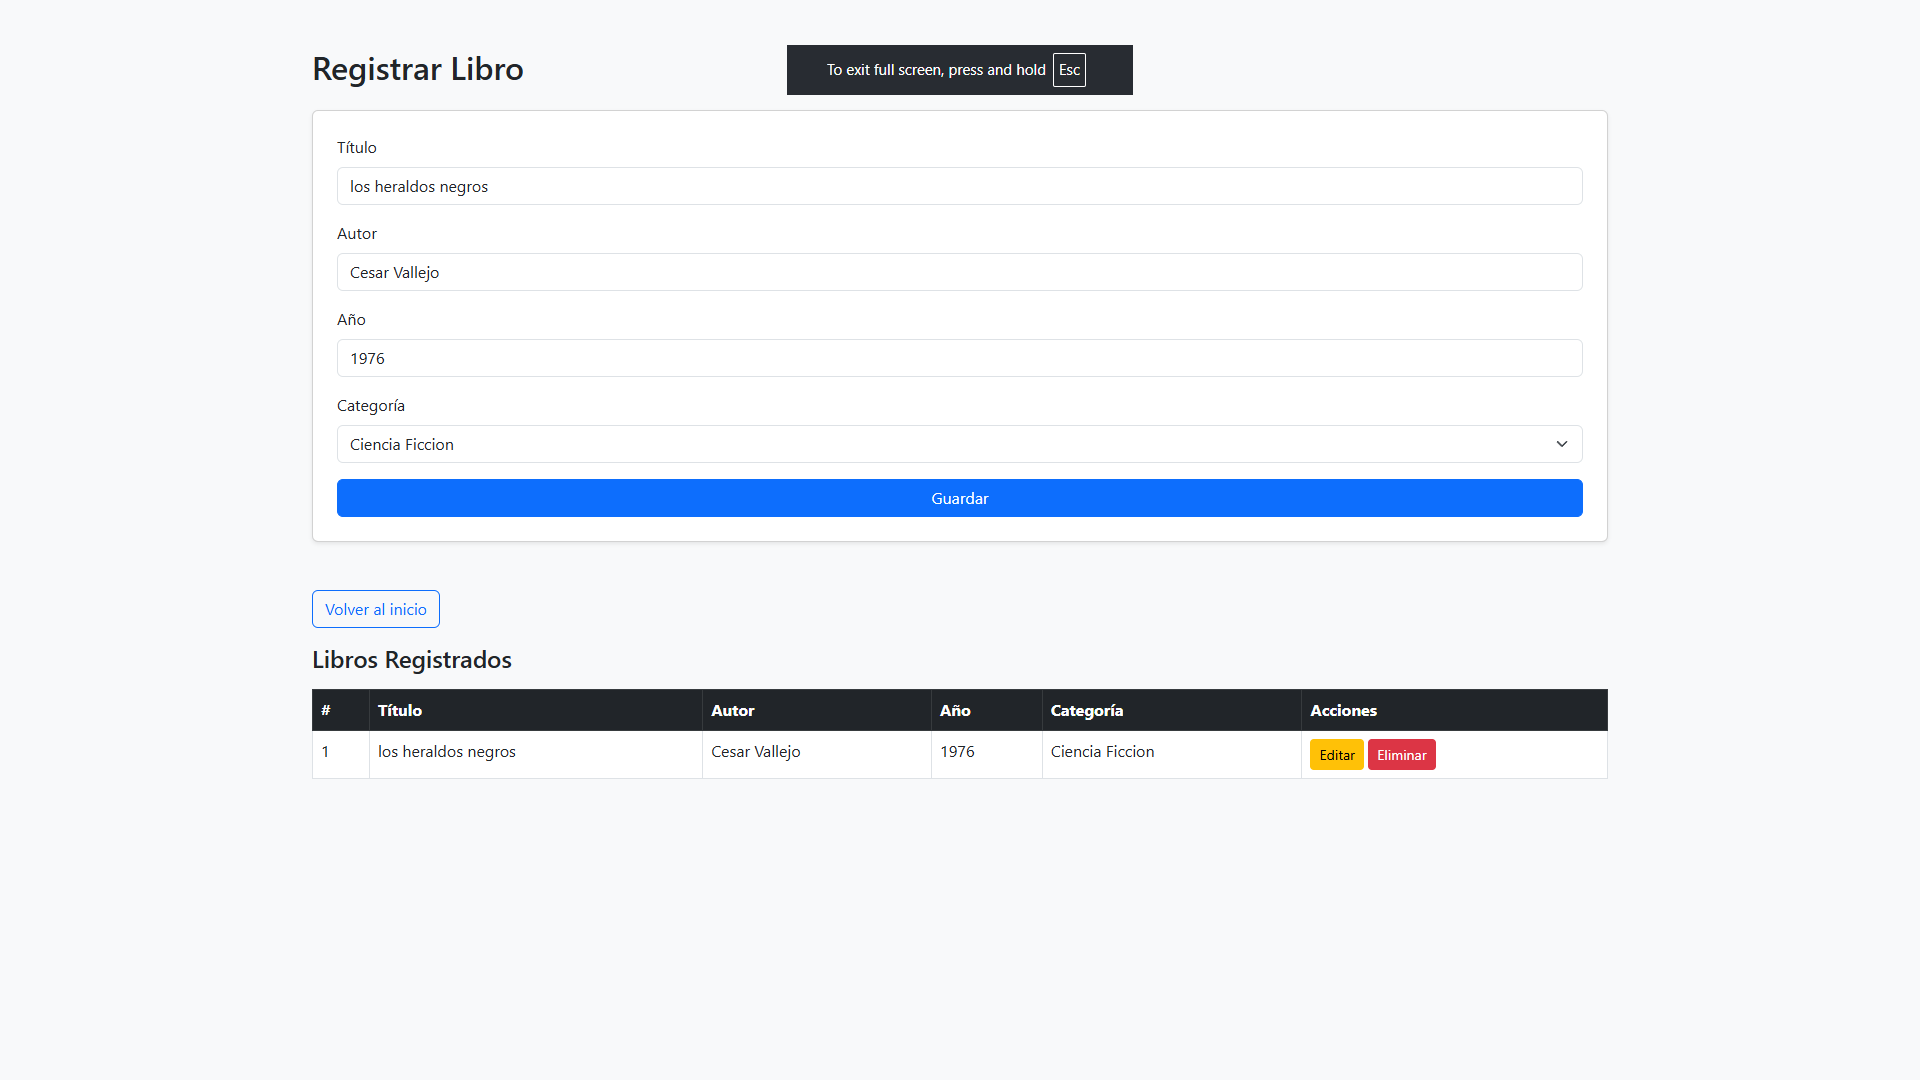 Registrar Libro
To exit full screen, press and hold Esc
Título
los heraldos negros
Autor
Cesar Vallejo
Año
1976
Categoría
Ciencia Ficcion
Guardar
Volver al inicio
Libros Registrados
# Título Autor Año Categoría Acciones
1 los heraldos negros Cesar Vallejo 1976 Ciencia Ficcion Editar Eliminar